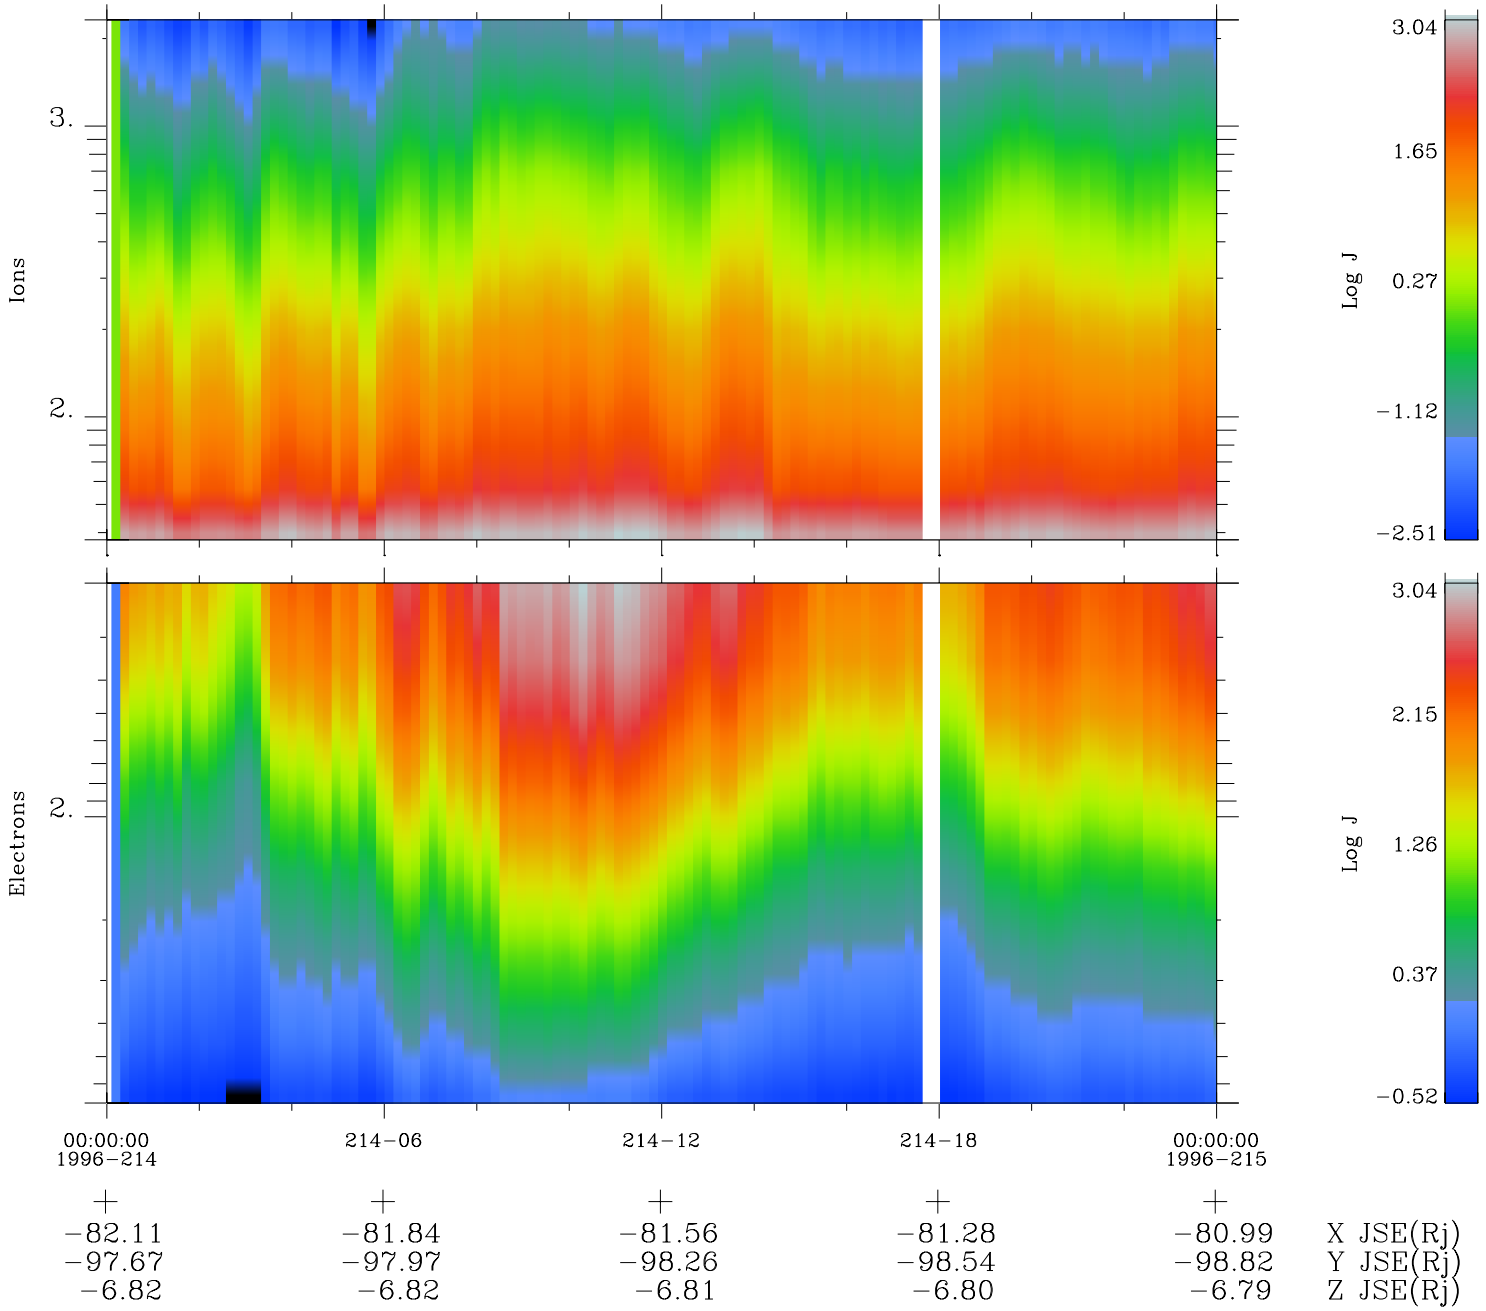 3.
2.
Ions
3.04
1.65
0.27
−1.12
−2.51
Log J
2.
Electrons
3.04
2.15
1.26
0.37
−0.52
Log J
00:00:00 214−06 214−12 214−18 00:00:00
1996−214 1996−215
−82.11 −81.84 −81.56 −81.28 −80.99 X JSE(Rj)
−97.67 −97.97 −98.26 −98.54 −98.82 Y JSE(Rj)
−6.82 −6.82 −6.81 −6.80 −6.79 Z JSE(Rj)